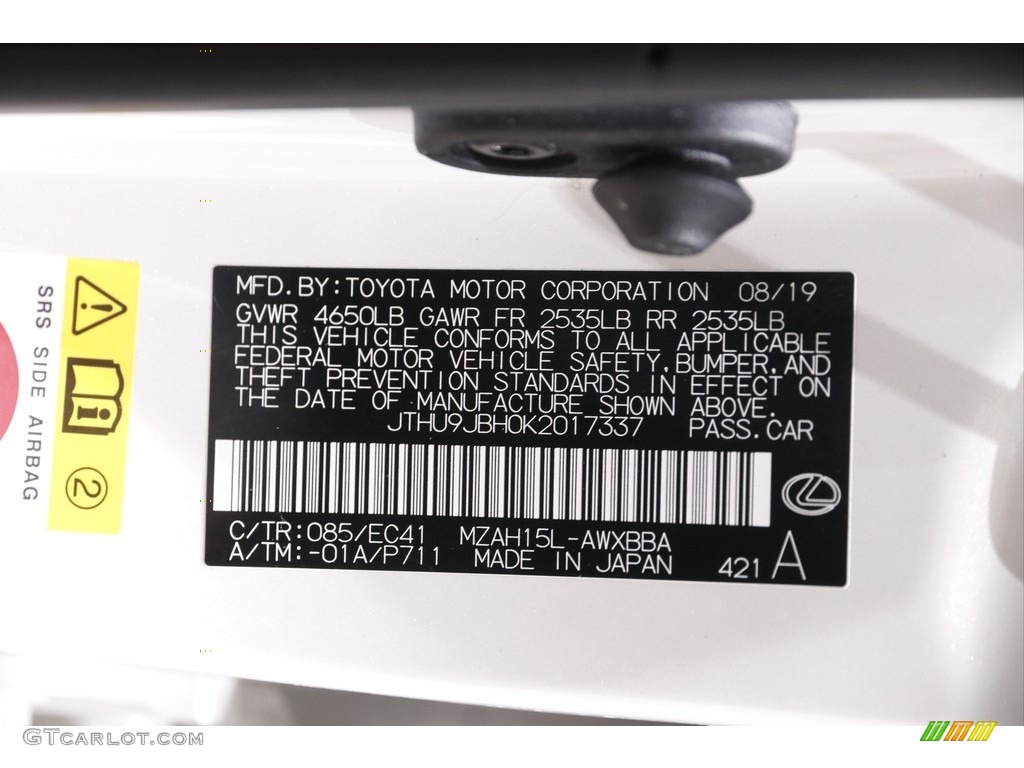 MFD.BY:TOYOTA MOTOR CORPORATION 08/19
GVWR 4650LB GAWR FR 2535LB RR 2535LB
THIS VEHICLE CONFORMS TO ALL APPLICABLE
FEDERAL MOTOR VEHICLE SAFETY,BUMPER,AND
THEFT PREVENTION STANDARDS IN EFFECT ON
THE DATE OF MANUFACTURE SHOWN ABOVE.
JTHU9JBH0K2017337 PASS.CAR
C/TR:085/EC41 MZAH15L-AWXBBA
A/TM:-01A/P711 MADE IN JAPAN 421 A
SRS SIDE AIRBAG
2
GTcarlot.com